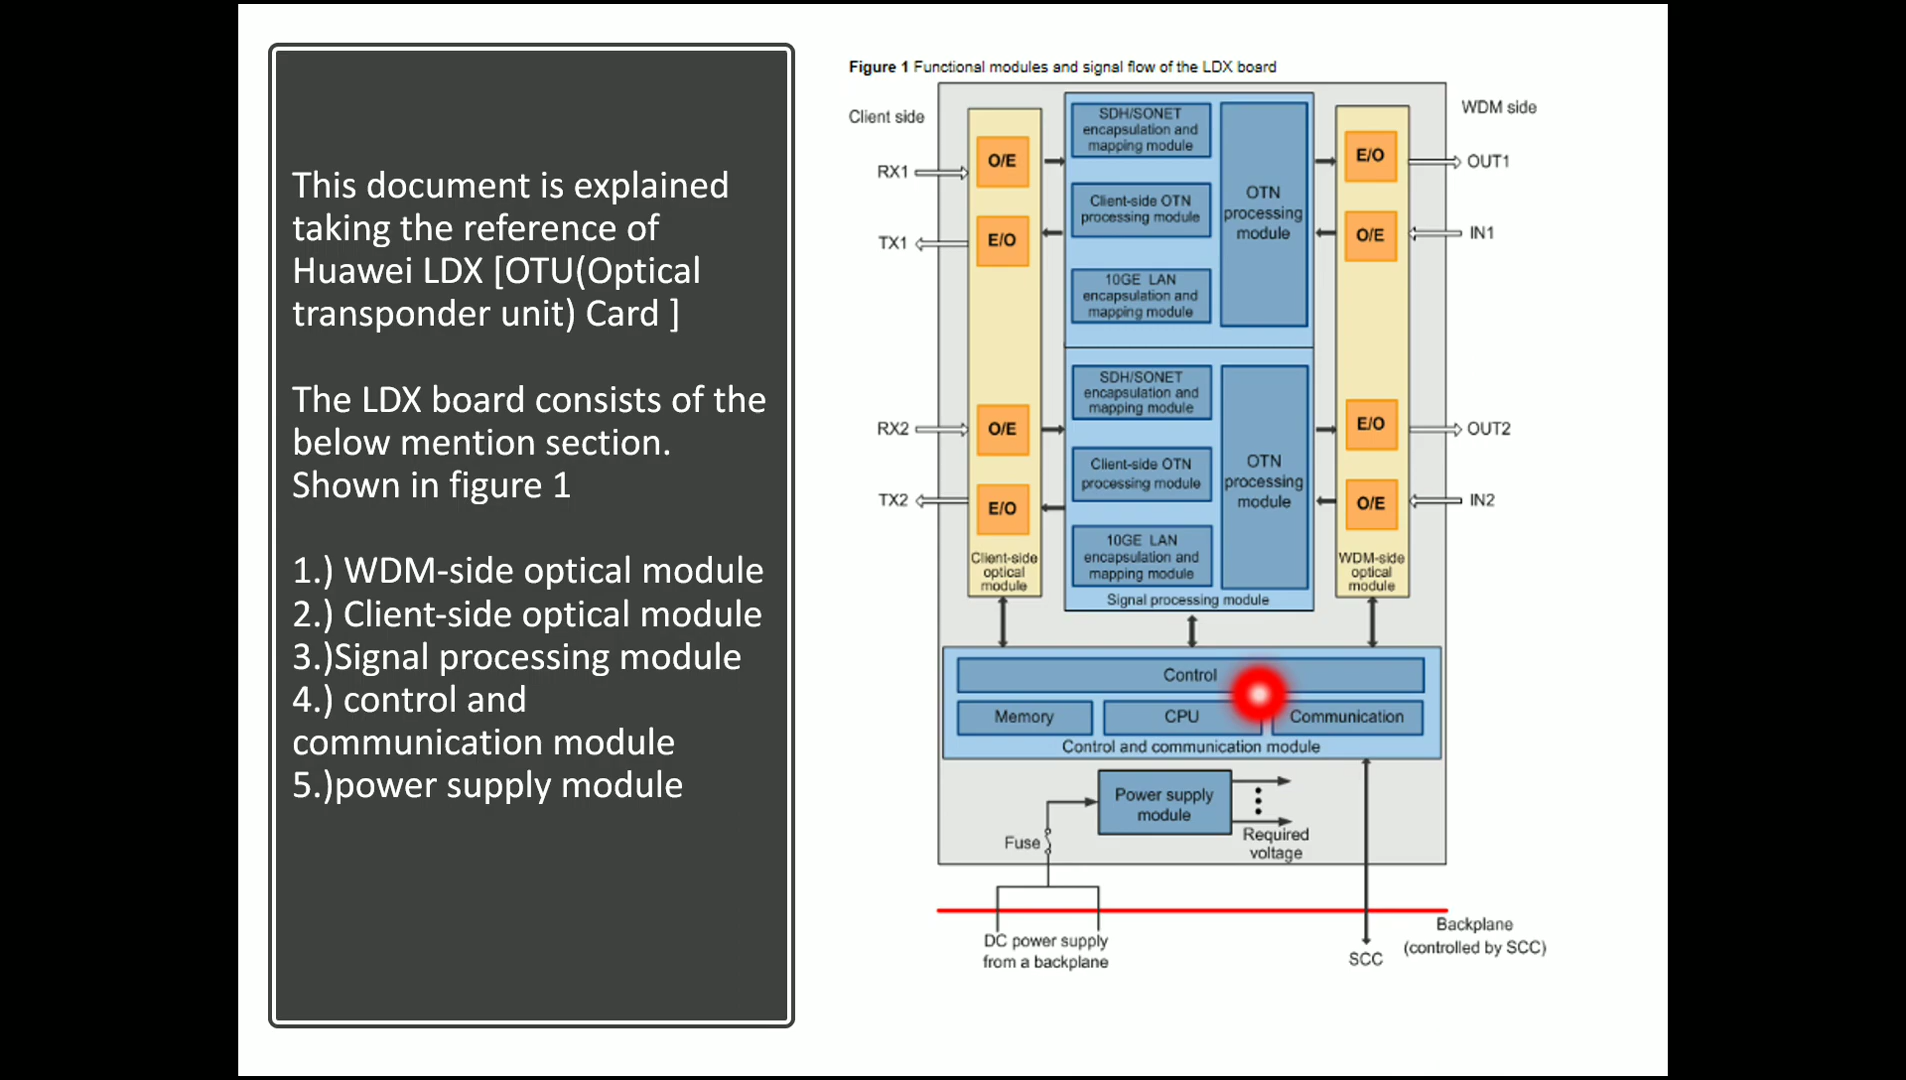 This document is explained
taking the reference of
Huawei LDX [OTU(Optical
transponder unit) Card ]
The LDX board consists of the
below mention section.
Shown in figure 1
1.) WDM-side optical module
2.) Client-side optical module
3.)Signal processing module
4.) control and
communication module
5.)power supply module
Figure 1 Functional modules and signal flow of the LDX board
Client side
WDM side
RX1
O/E
SDH/SONET
encapsulation and
mapping module
E/O
OUT1
TX1
E/O
Client-side OTN
processing module
OTN
processing
module
O/E
IN1
10GE LAN
encapsulation and
mapping module
RX2
O/E
SDH/SONET
encapsulation and
mapping module
E/O
OUT2
TX2
E/O
Client-side OTN
processing module
OTN
processing
module
O/E
IN2
10GE LAN
encapsulation and
mapping module
Client-side
optical
module
Signal processing module
WDM-side
optical
module
Control
Memory
CPU
Communication
Control and communication module
Power supply
module
Fuse
Required
voltage
DC power supply
from a backplane
SCC
Backplane
(controlled by SCC)